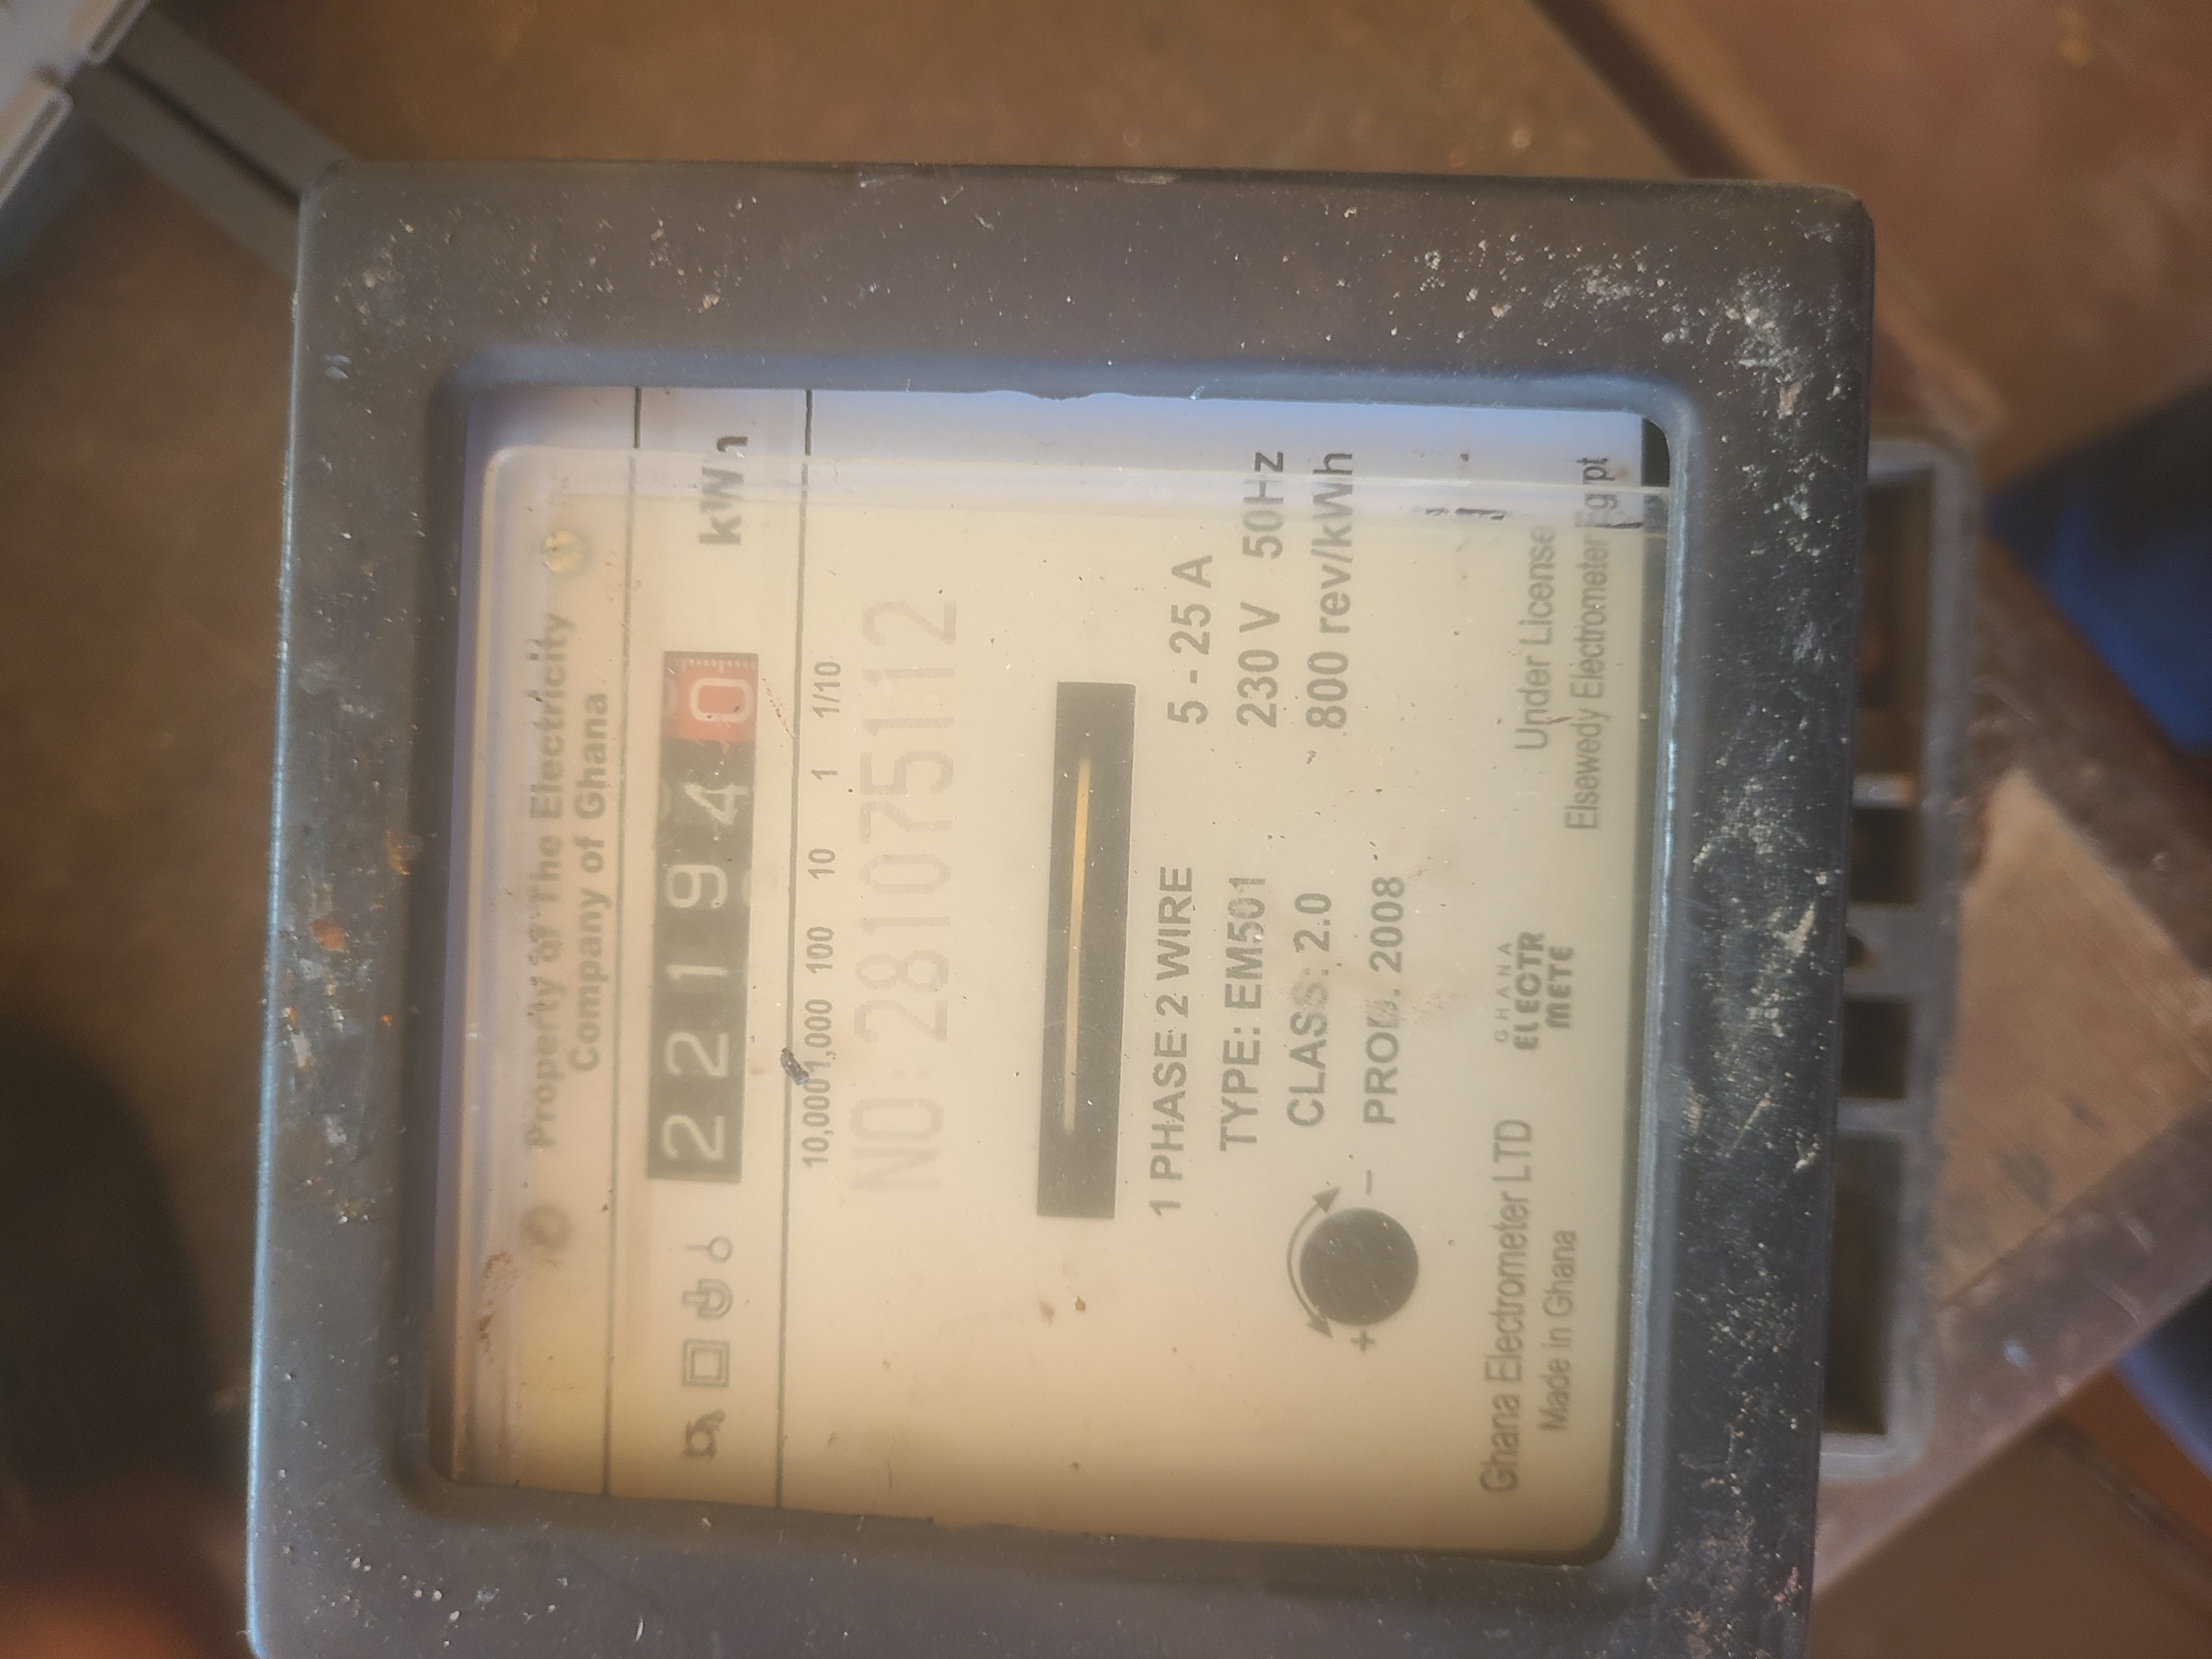 Property of The Electricity
Company of Ghana
22194 0 kWh
10,000 1,000 100 10 1 1/10
NO:281075112
1 PHASE 2 WIRE
5 - 25 A
TYPE: EM501
230 V 50Hz
CLASS: 2.0
800 rev/kWh
+ −
PROD. 2008
Ghana Electrometer LTD
Made in Ghana
GHANA
ELECTR
METE
Under License
Elsewedy Electrometer Egypt